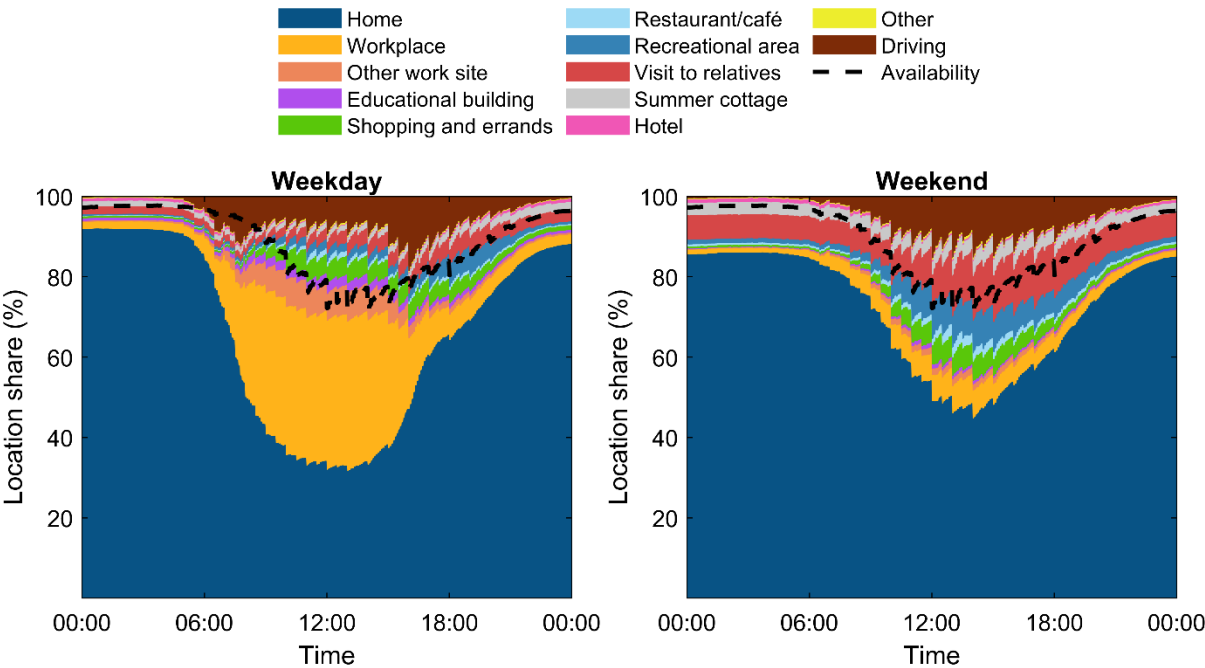 Home
Workplace
Other work site
Educational building
Shopping and errands
Restaurant/café
Recreational area
Visit to relatives
Summer cottage
Hotel
Other
Driving
Availability
Weekday
100
80
60
40
20
Location share (%)
00:00 06:00 12:00 18:00 00:00
Time
Weekend
100
80
60
40
20
Location share (%)
00:00 06:00 12:00 18:00 00:00
Time